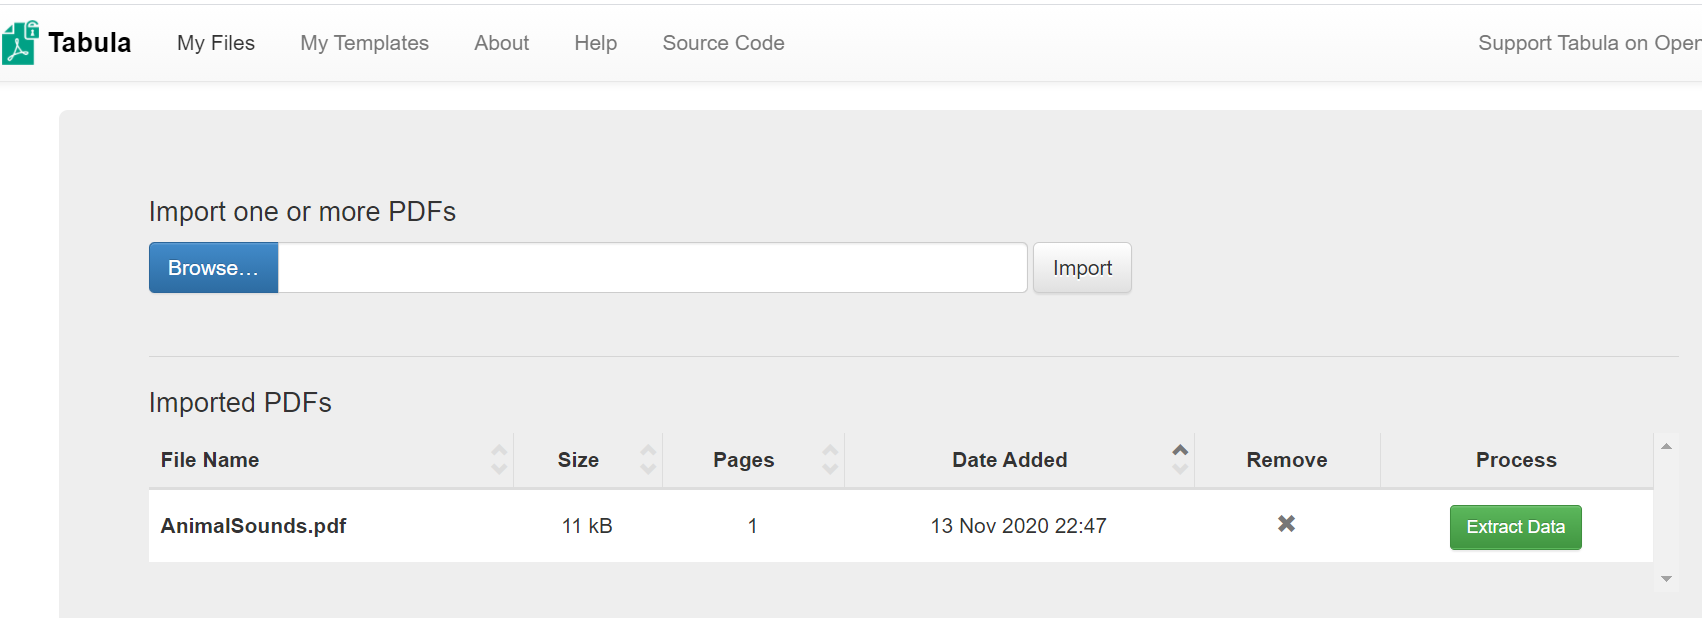 Tabula My Files My Templates About Help Source Code Support Tabula on Open
Import one or more PDFs
Browse... Import
Imported PDFs
File Name Size Pages Date Added Remove Process
AnimalSounds.pdf 11 kB 1 13 Nov 2020 22:47 Extract Data